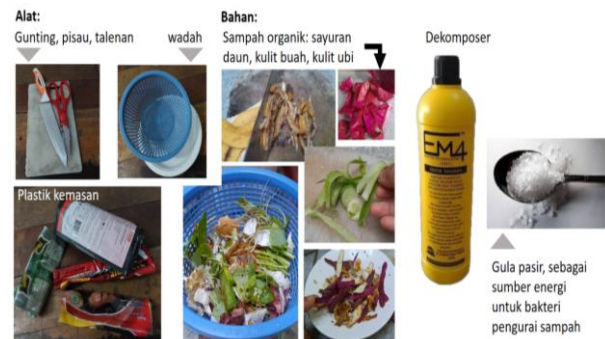 Alat:
Gunting, pisau, talenan
wadah
Plastik kemasan
Bahan:
Sampah organik: sayuran
daun, kulit buah, kulit ubi
Dekomposer
EM4
Gula pasir, sebagai
sumber energi
untuk bakteri
pengurai sampah